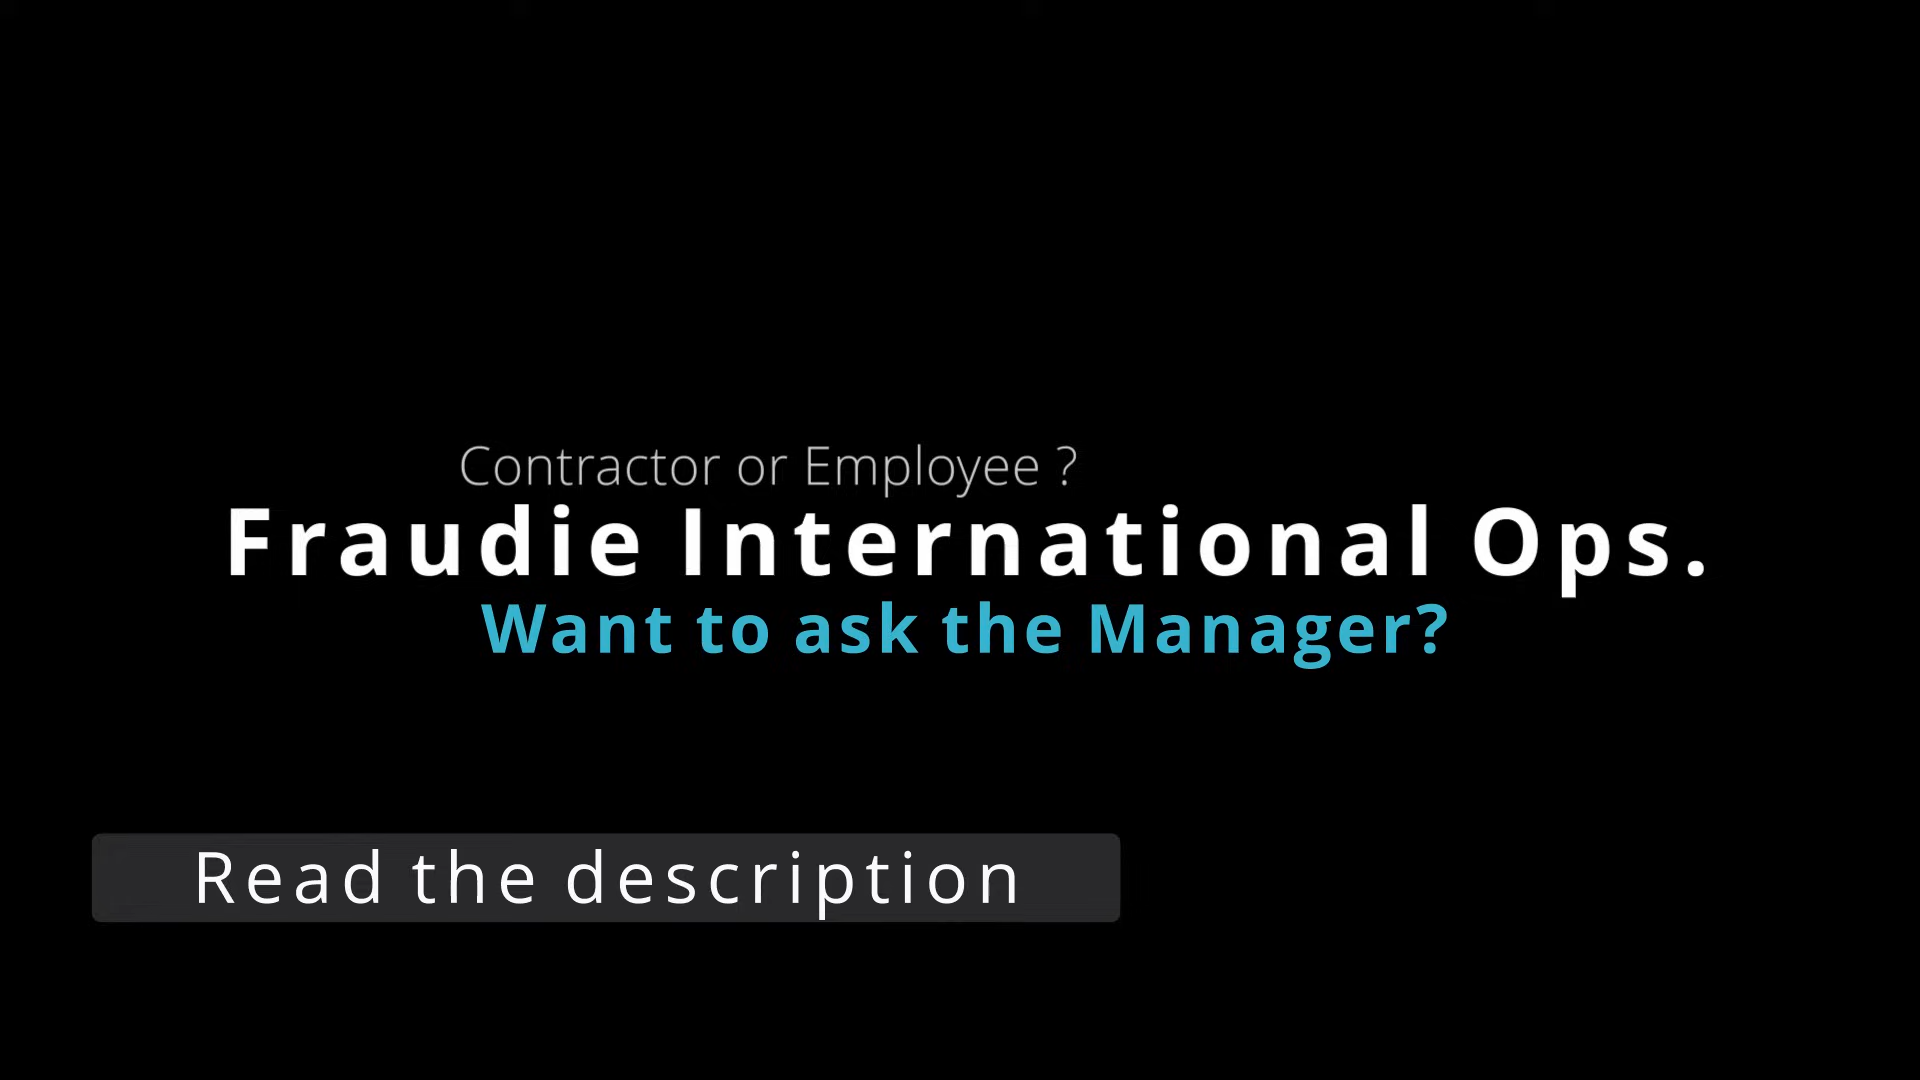 Contractor or Employee ?
Fraudie International Ops.
Want to ask the Manager?
Read the description